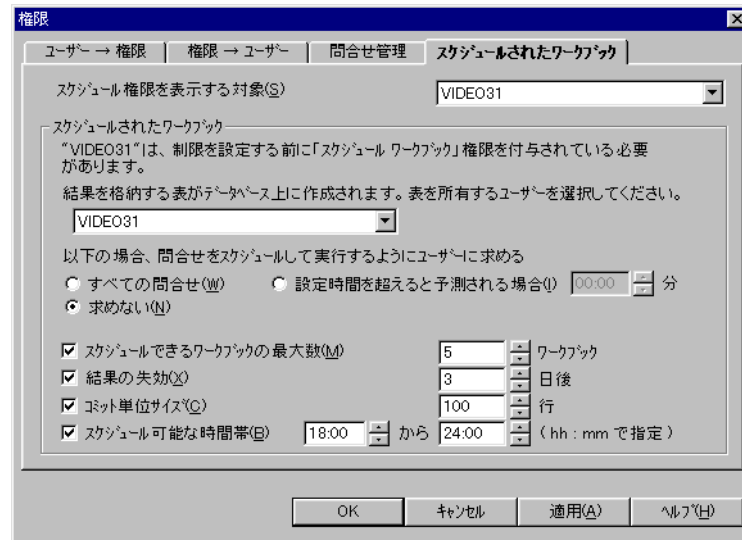 権限
ユーザー → 権限 権限 → ユーザー 問合せ管理 スケジュールされたワークブック
スケジュール権限を表示する対象(S) VIDEO31
スケジュールされたワークブック
"VIDEO31"は、制限を設定する前に「スケジュール ワークブック」権限を付与されている必要
があります。
結果を格納する表がデータベース上に作成されます。表を所有するユーザーを選択してください。
VIDEO31
以下の場合、問合せをスケジュールして実行するようにユーザーに求める
すべての問合せ(W) 設定時間を超えると予測される場合(I) 00:00 分
求めない(N)
スケジュールできるワークブックの最大数(M) 5 ワークブック
結果の失効(X) 3 日後
コミット単位サイズ(C) 100 行
スケジュール可能な時間帯(B) 18:00 から 24:00 (hh:mm で指定)
OK キャンセル 適用(A) ヘルプ(H)